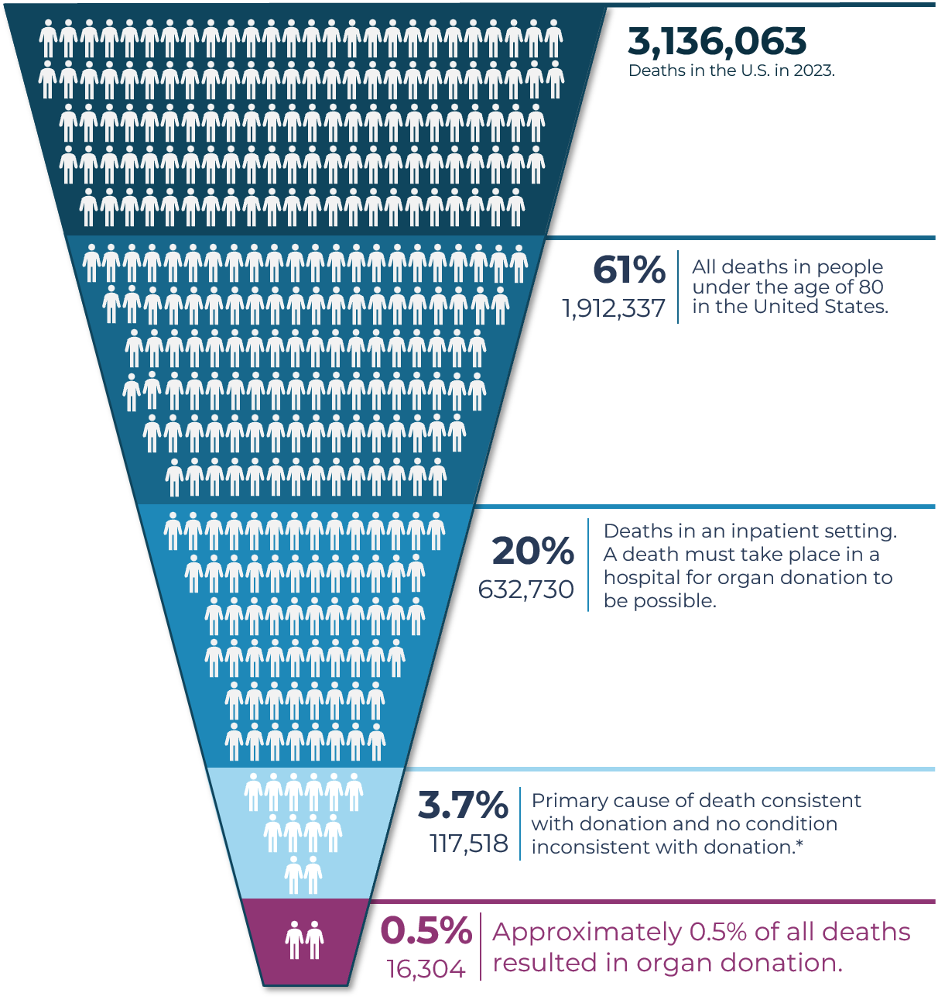 3,136,063
Deaths in the U.S. in 2023.
61%
1,912,337
All deaths in people
under the age of 80
in the United States.
20%
632,730
Deaths in an inpatient setting.
A death must take place in a
hospital for organ donation to
be possible.
3.7%
117,518
Primary cause of death consistent
with donation and no condition
inconsistent with donation.*
0.5%
16,304
Approximately 0.5% of all deaths
resulted in organ donation.